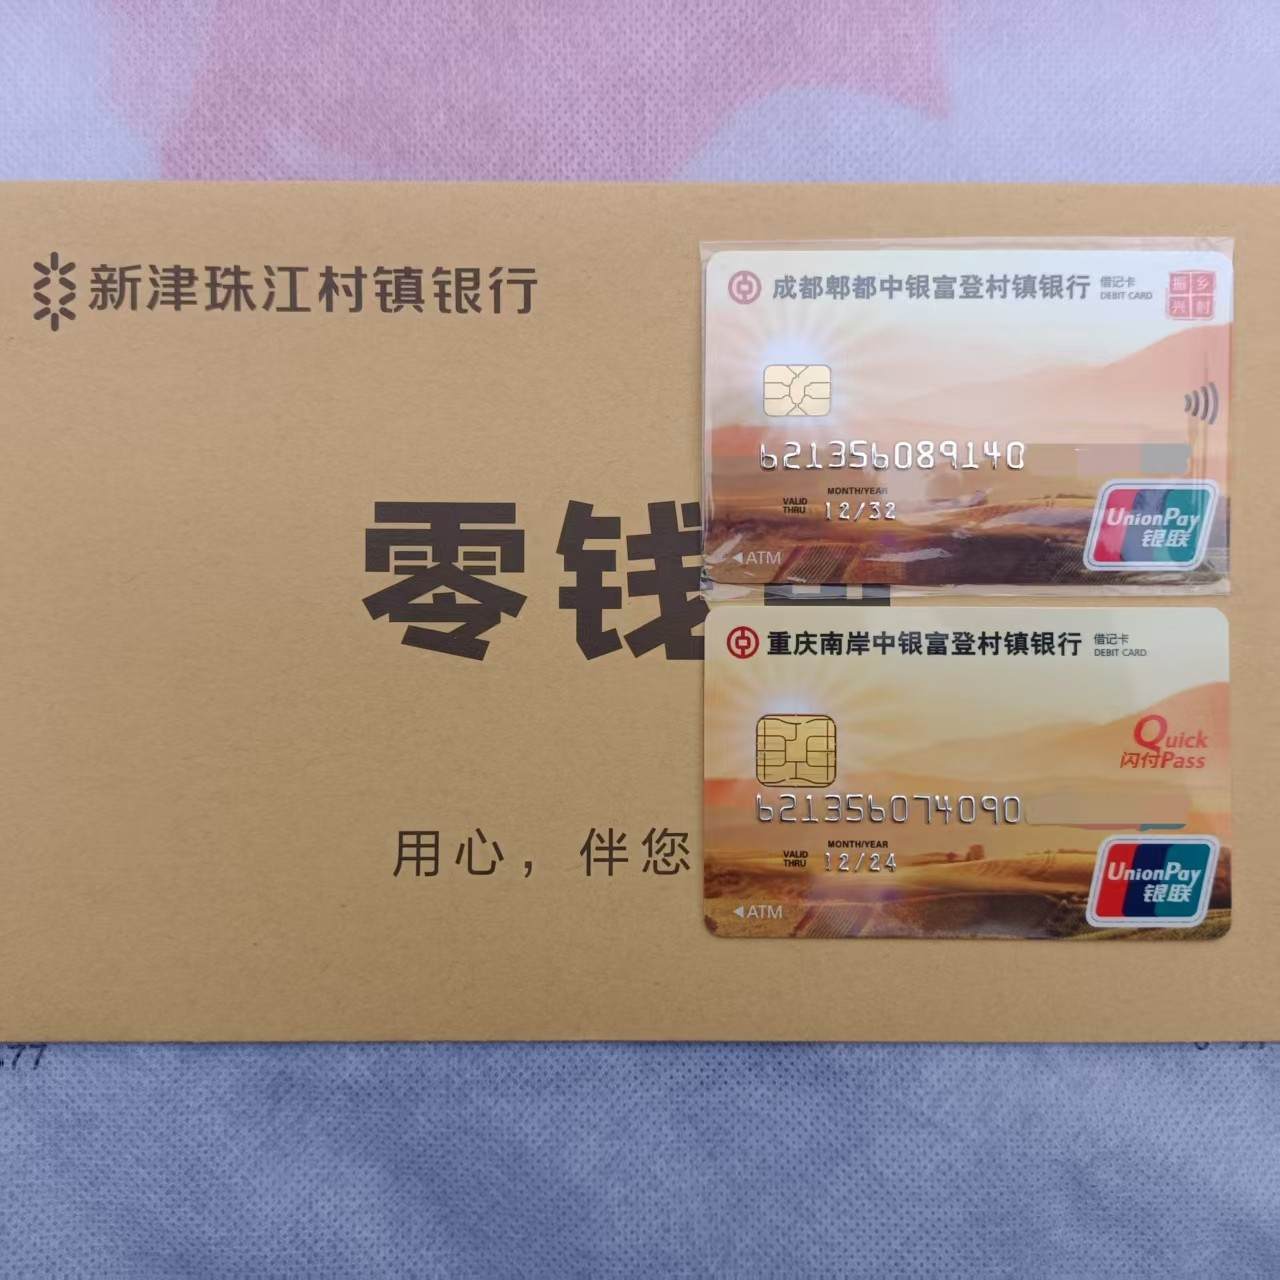 新津珠江村镇银行
零钱
用心，伴您
成都郫都中银富登村镇银行
借记卡
DEBIT CARD
振乡
兴村
621356089140
MONTH/YEAR
VALID
THRU
12/32
UnionPay
银联
◀ATM
重庆南岸中银富登村镇银行
借记卡
DEBIT CARD
Quick
闪付Pass
621356074090
MONTH/YEAR
VALID
THRU
12/24
UnionPay
银联
◀ATM
77